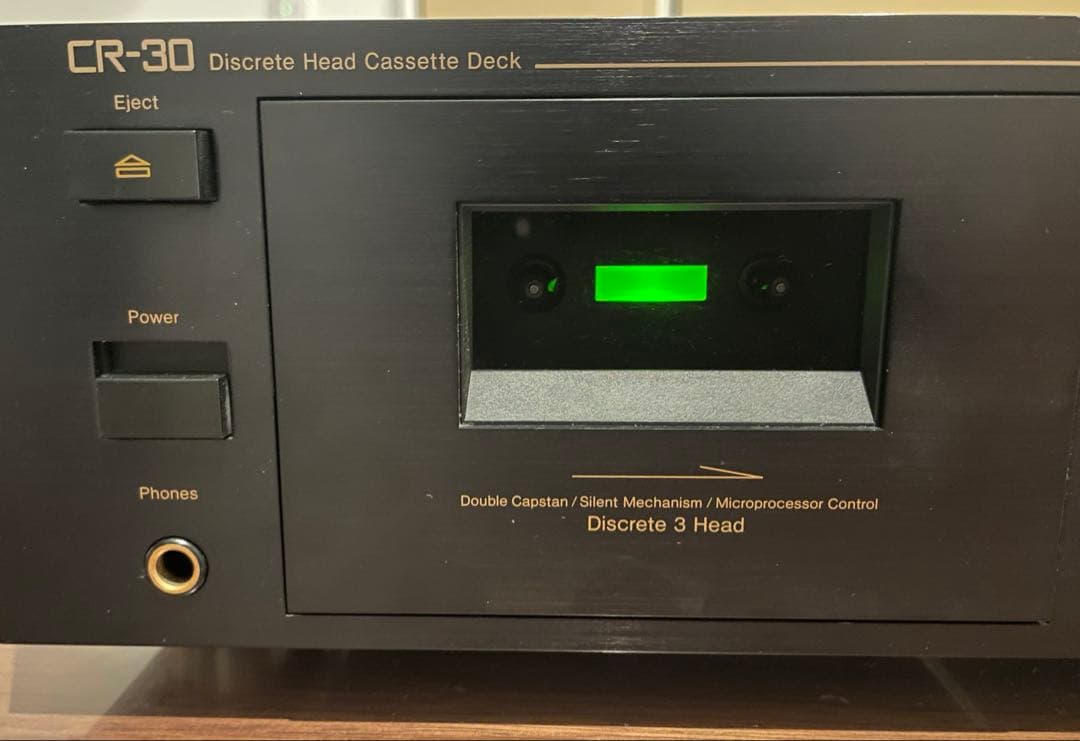 CR-30 Discrete Head Cassette Deck
Eject
Power
Phones
Double Capstan / Silent Mechanism / Microprocessor Control
Discrete 3 Head